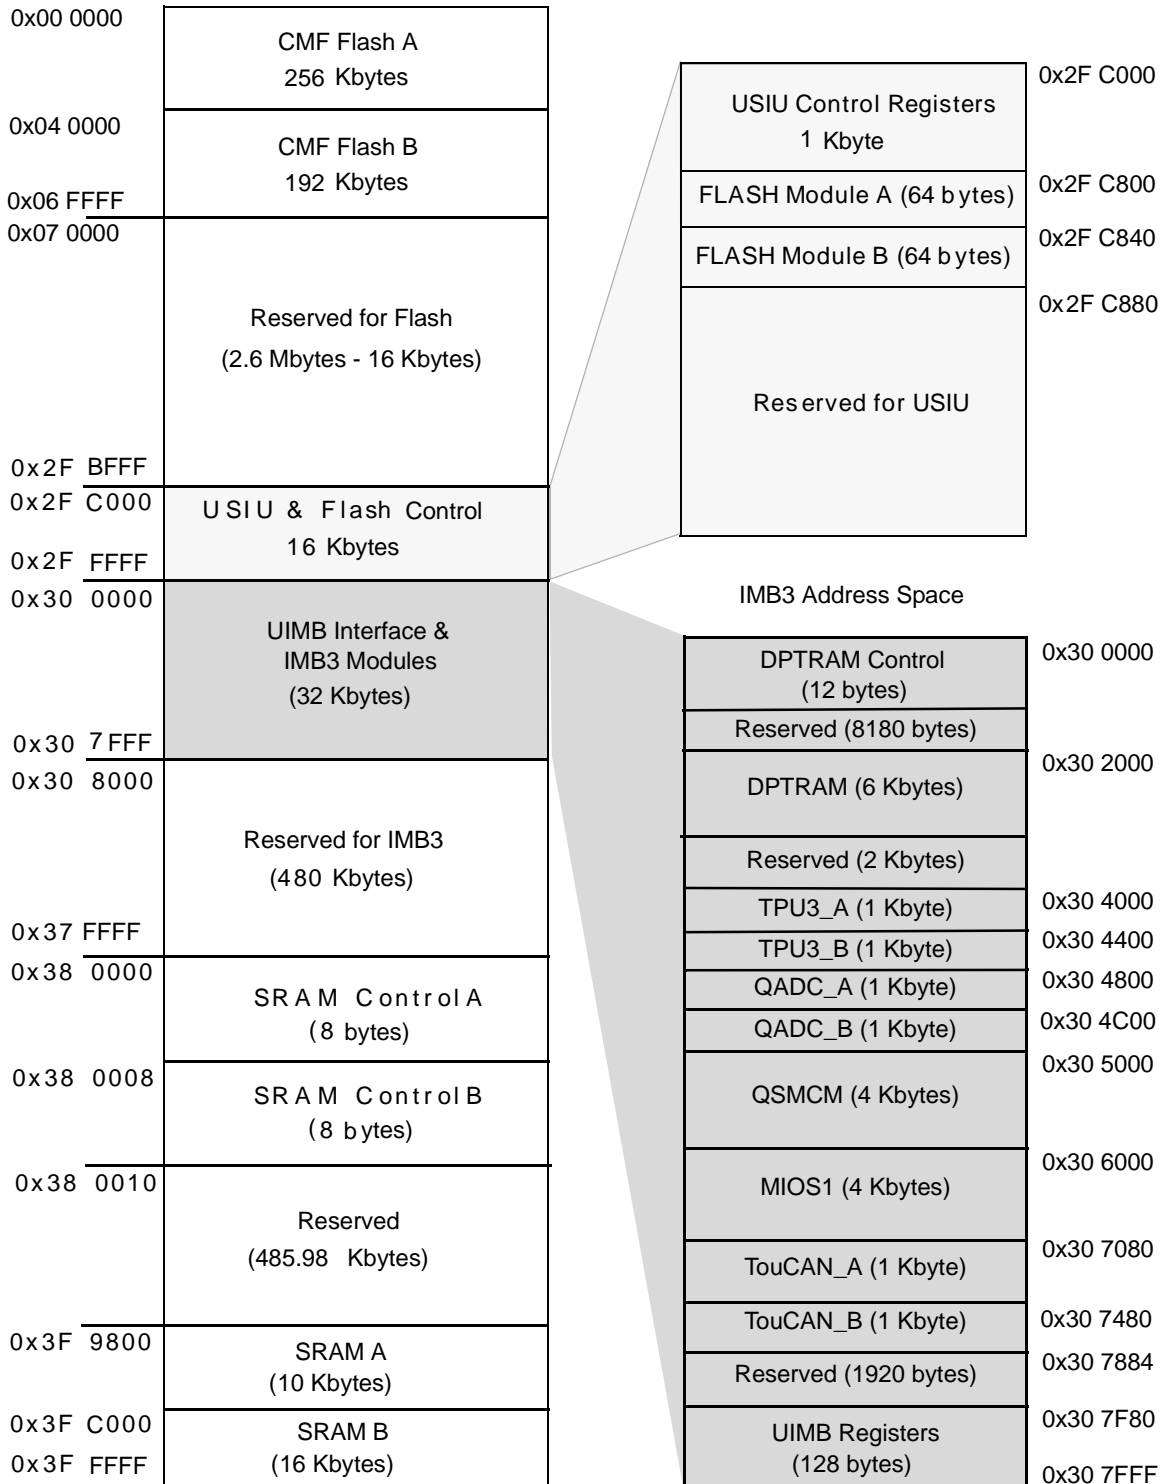 0x00 0000
CMF Flash A
256 Kbytes
0x04 0000
CMF Flash B
192 Kbytes
0x06 FFFF
0x07 0000
Reserved for Flash
(2.6 Mbytes - 16 Kbytes)
0x2F BFFF
0x2F C000
USIU & Flash Control
16 Kbytes
0x2F FFFF
0x30 0000
UIMB Interface &
IMB3 Modules
(32 Kbytes)
0x30 7FFF
0x30 8000
Reserved for IMB3
(480 Kbytes)
0x37 FFFF
0x38 0000
SRAM Control A
(8 bytes)
0x38 0008
SRAM Control B
(8 bytes)
0x38 0010
Reserved
(485.98 Kbytes)
0x3F 9800
SRAM A
(10 Kbytes)
0x3F C000
SRAM B
(16 Kbytes)
0x3F FFFF
0x2F C000
USIU Control Registers
1 Kbyte
FLASH Module A (64 bytes)
0x2F C800
FLASH Module B (64 bytes)
0x2F C840
0x2F C880
Reserved for USIU
IMB3 Address Space
DPTRAM Control
(12 bytes)
0x30 0000
Reserved (8180 bytes)
0x30 2000
DPTRAM (6 Kbytes)
Reserved (2 Kbytes)
TPU3_A (1 Kbyte)
0x30 4000
TPU3_B (1 Kbyte)
0x30 4400
QADC_A (1 Kbyte)
0x30 4800
QADC_B (1 Kbyte)
0x30 4C00
0x30 5000
QSMCM (4 Kbytes)
0x30 6000
MIOS1 (4 Kbytes)
0x30 7080
TouCAN_A (1 Kbyte)
TouCAN_B (1 Kbyte)
0x30 7480
Reserved (1920 bytes)
0x30 7884
0x30 7F80
UIMB Registers
(128 bytes)
0x30 7FFF